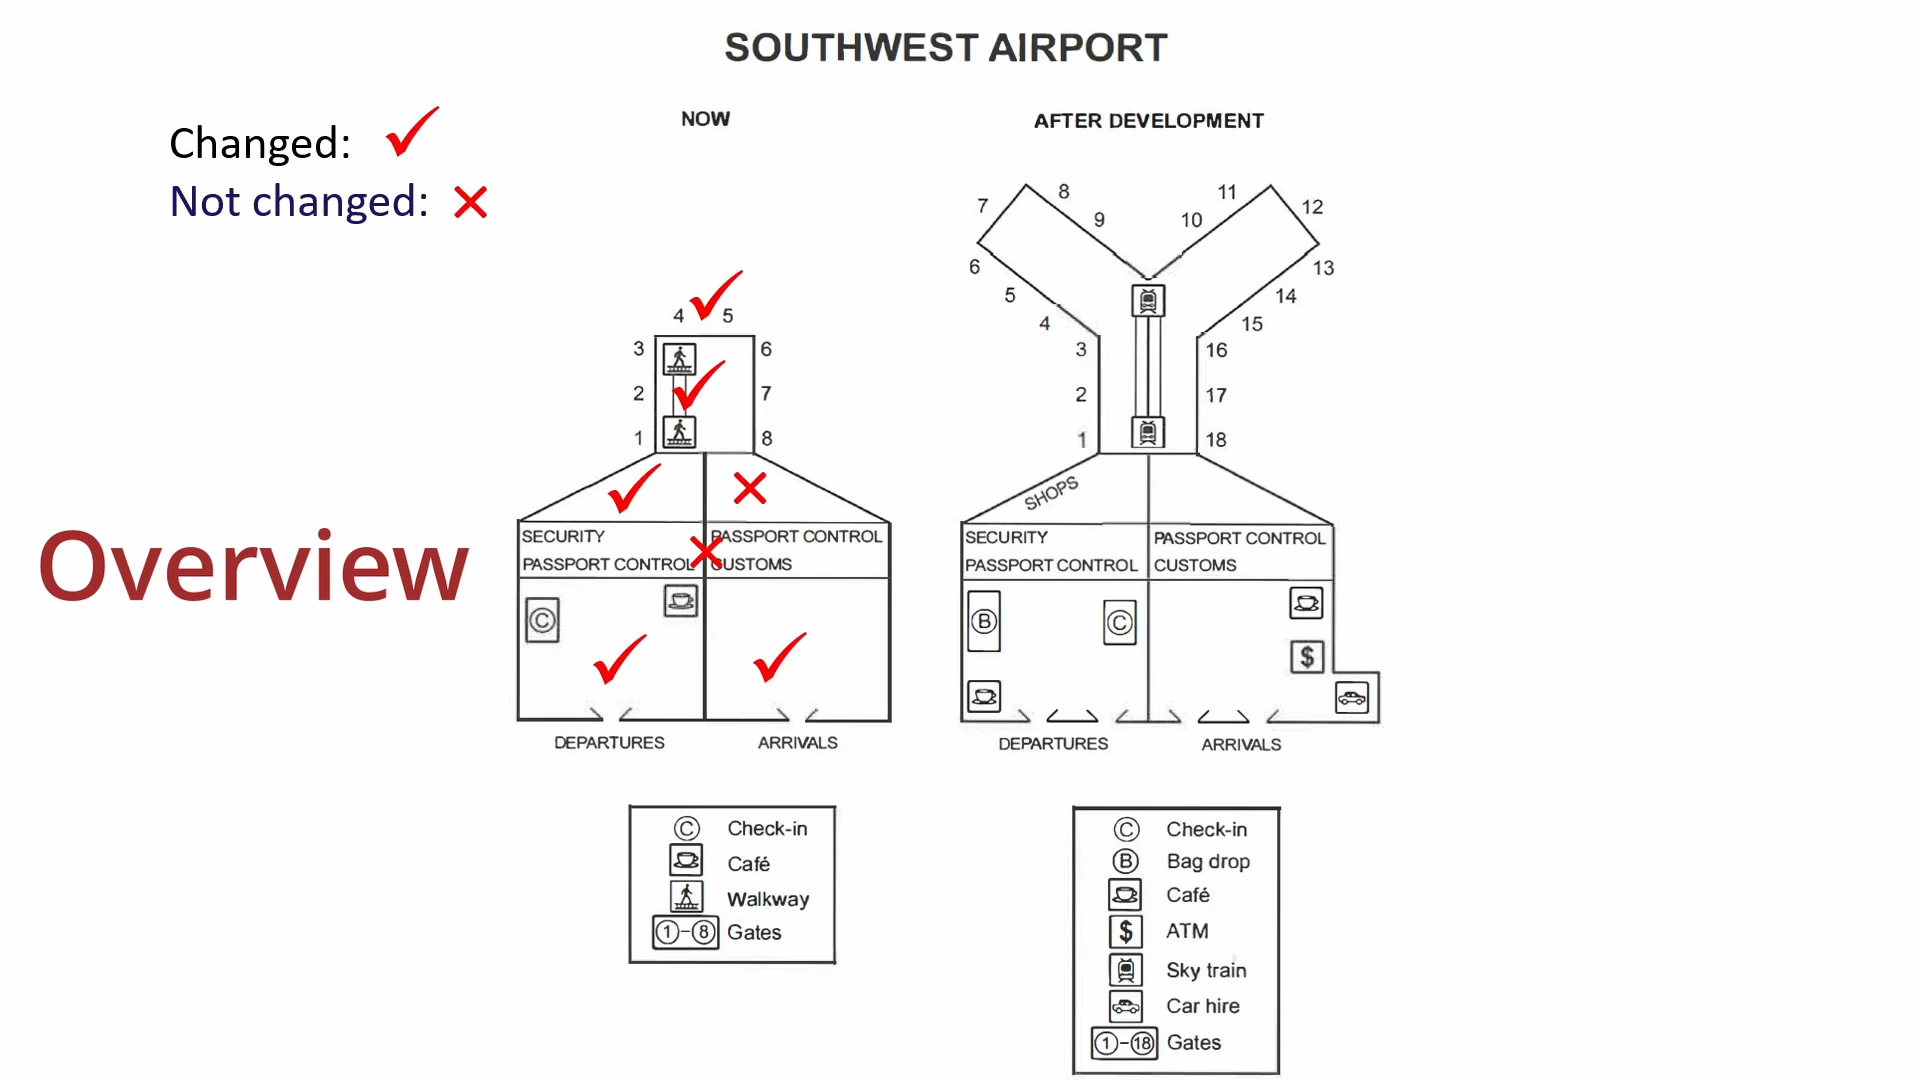 SOUTHWEST AIRPORT
Changed:
Not changed:
Overview
NOW
4 5
3 6
2 7
1 8
SECURITY
PASSPORT CONTROL
PASSPORT CONTROL
CUSTOMS
C
DEPARTURES
ARRIVALS
C Check-in
Café
Walkway
1-8 Gates
AFTER DEVELOPMENT
7 8 9 10 11 12
6 13
5 14
4 15
3 16
2 17
1 18
SHOPS
SECURITY
PASSPORT CONTROL
PASSPORT CONTROL
CUSTOMS
B C
$
DEPARTURES
ARRIVALS
C Check-in
B Bag drop
Café
$ ATM
Sky train
Car hire
1-18 Gates